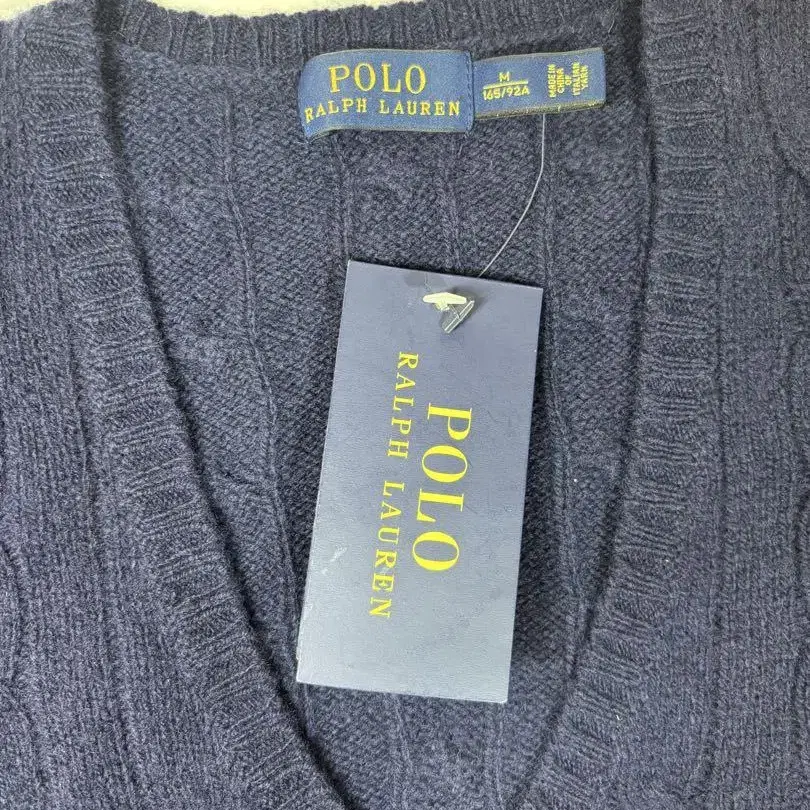 POLO
RALPH LAUREN
M
165/92A
MADE IN
CHINA
OF
ITALIAN
YARN
POLO
RALPH LAUREN